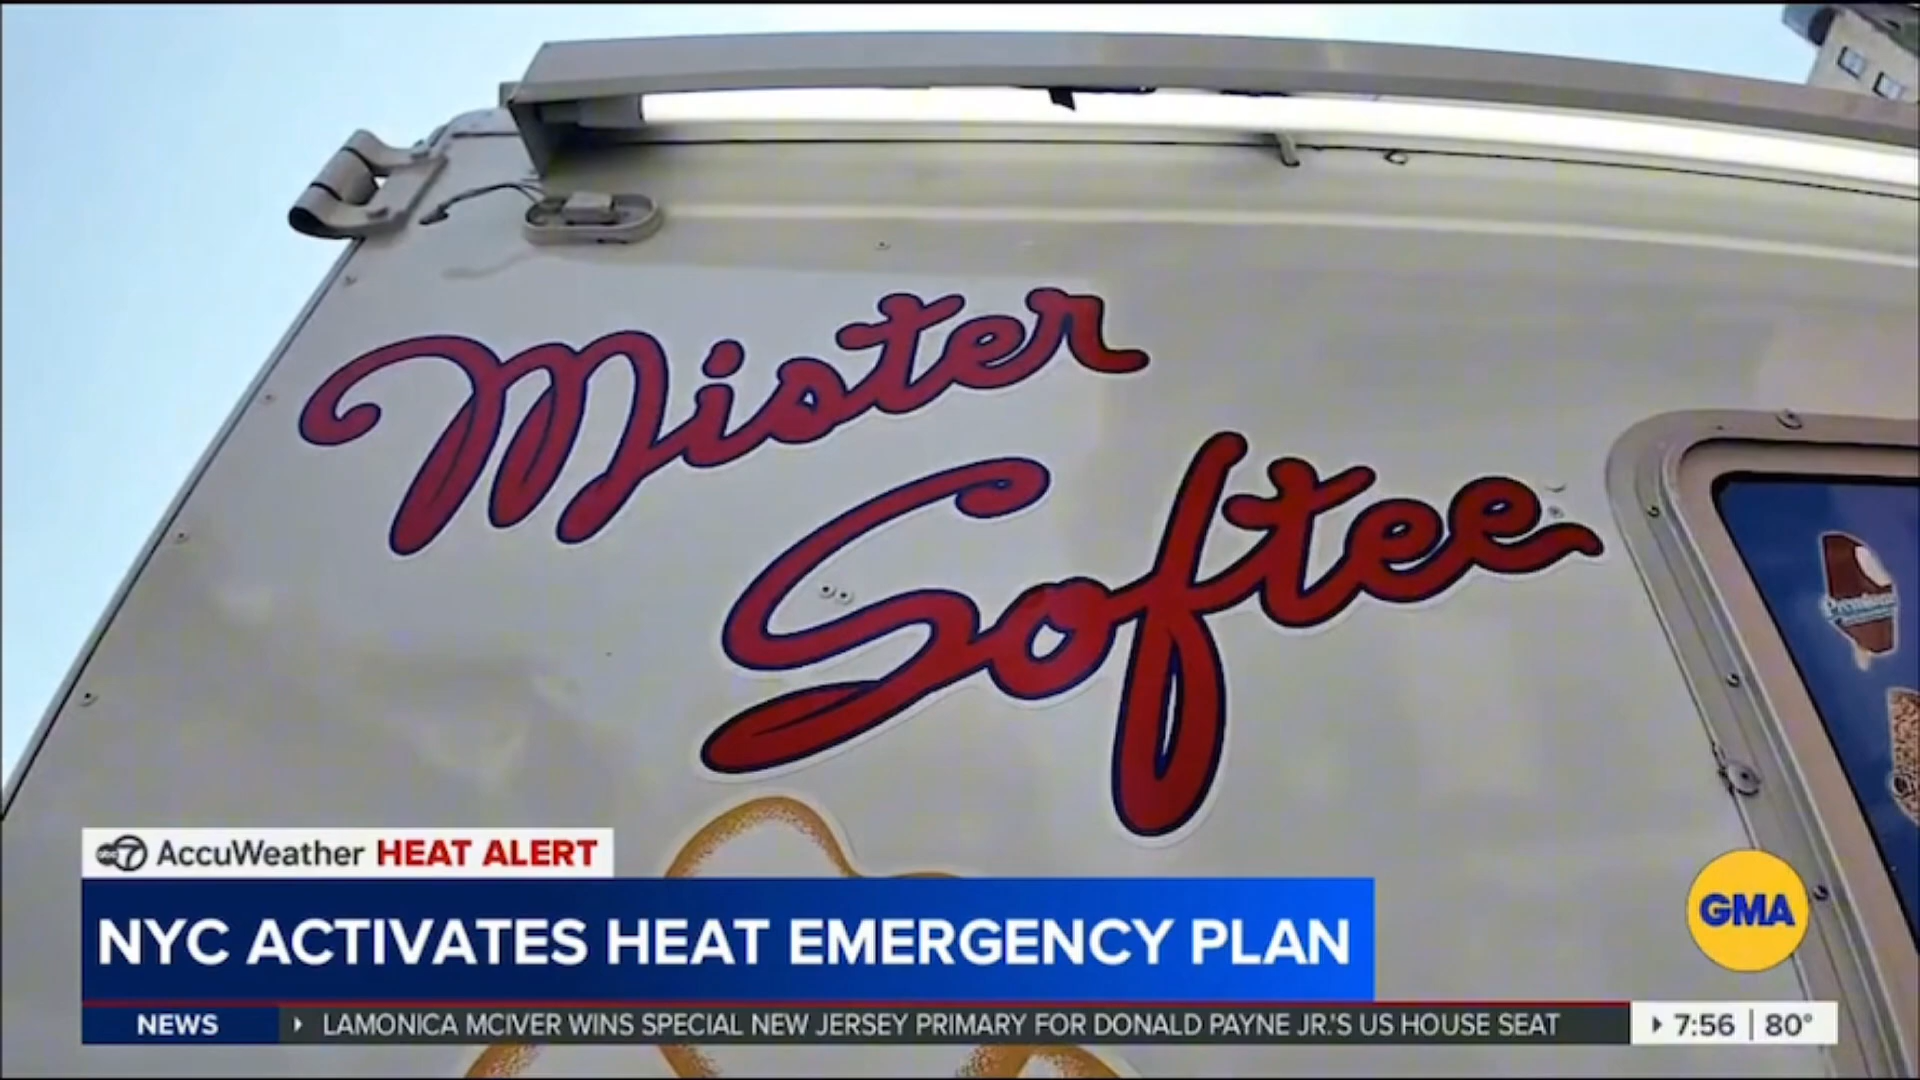 Mister
Softee
abc7 AccuWeather HEAT ALERT
NYC ACTIVATES HEAT EMERGENCY PLAN
GMA
NEWS
LAMONICA MCIVER WINS SPECIAL NEW JERSEY PRIMARY FOR DONALD PAYNE JR.'S US HOUSE SEAT
7:56 | 80°